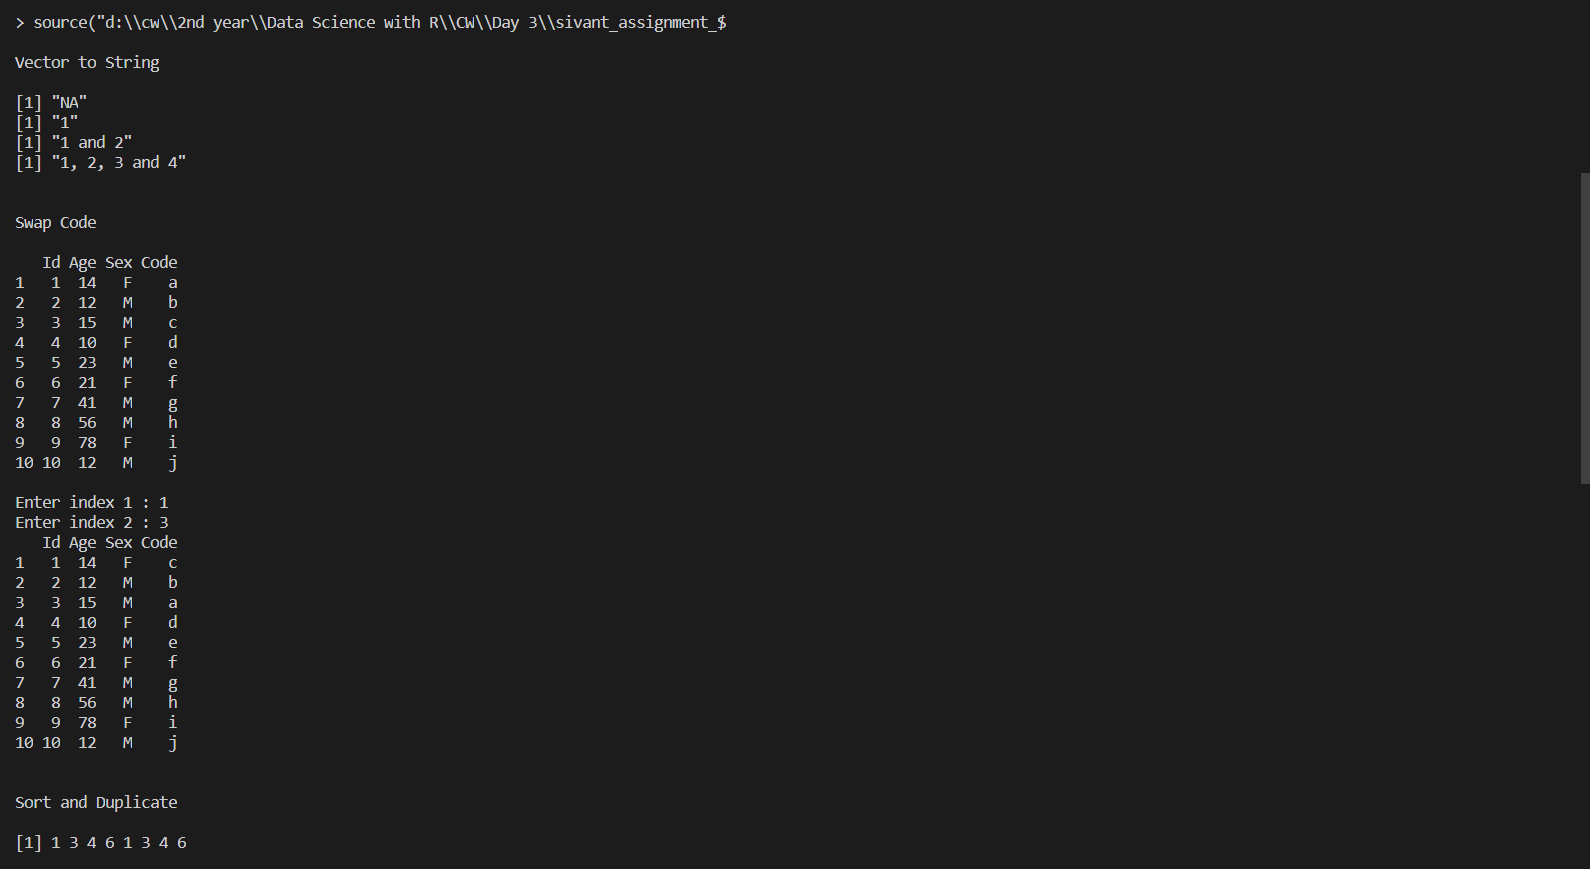 > source("d:\\cw\\2nd year\\Data Science with R\\CW\\Day 3\\sivant_assignment_$
Vector to String
[1] "NA"
[1] "1"
[1] "1 and 2"
[1] "1, 2, 3 and 4"
Swap Code
   Id Age Sex Code
1   1  14   F    a
2   2  12   M    b
3   3  15   M    c
4   4  10   F    d
5   5  23   M    e
6   6  21   F    f
7   7  41   M    g
8   8  56   M    h
9   9  78   F    i
10 10  12   M    j
Enter index 1 : 1
Enter index 2 : 3
   Id Age Sex Code
1   1  14   F    c
2   2  12   M    b
3   3  15   M    a
4   4  10   F    d
5   5  23   M    e
6   6  21   F    f
7   7  41   M    g
8   8  56   M    h
9   9  78   F    i
10 10  12   M    j
Sort and Duplicate
[1] 1 3 4 6 1 3 4 6